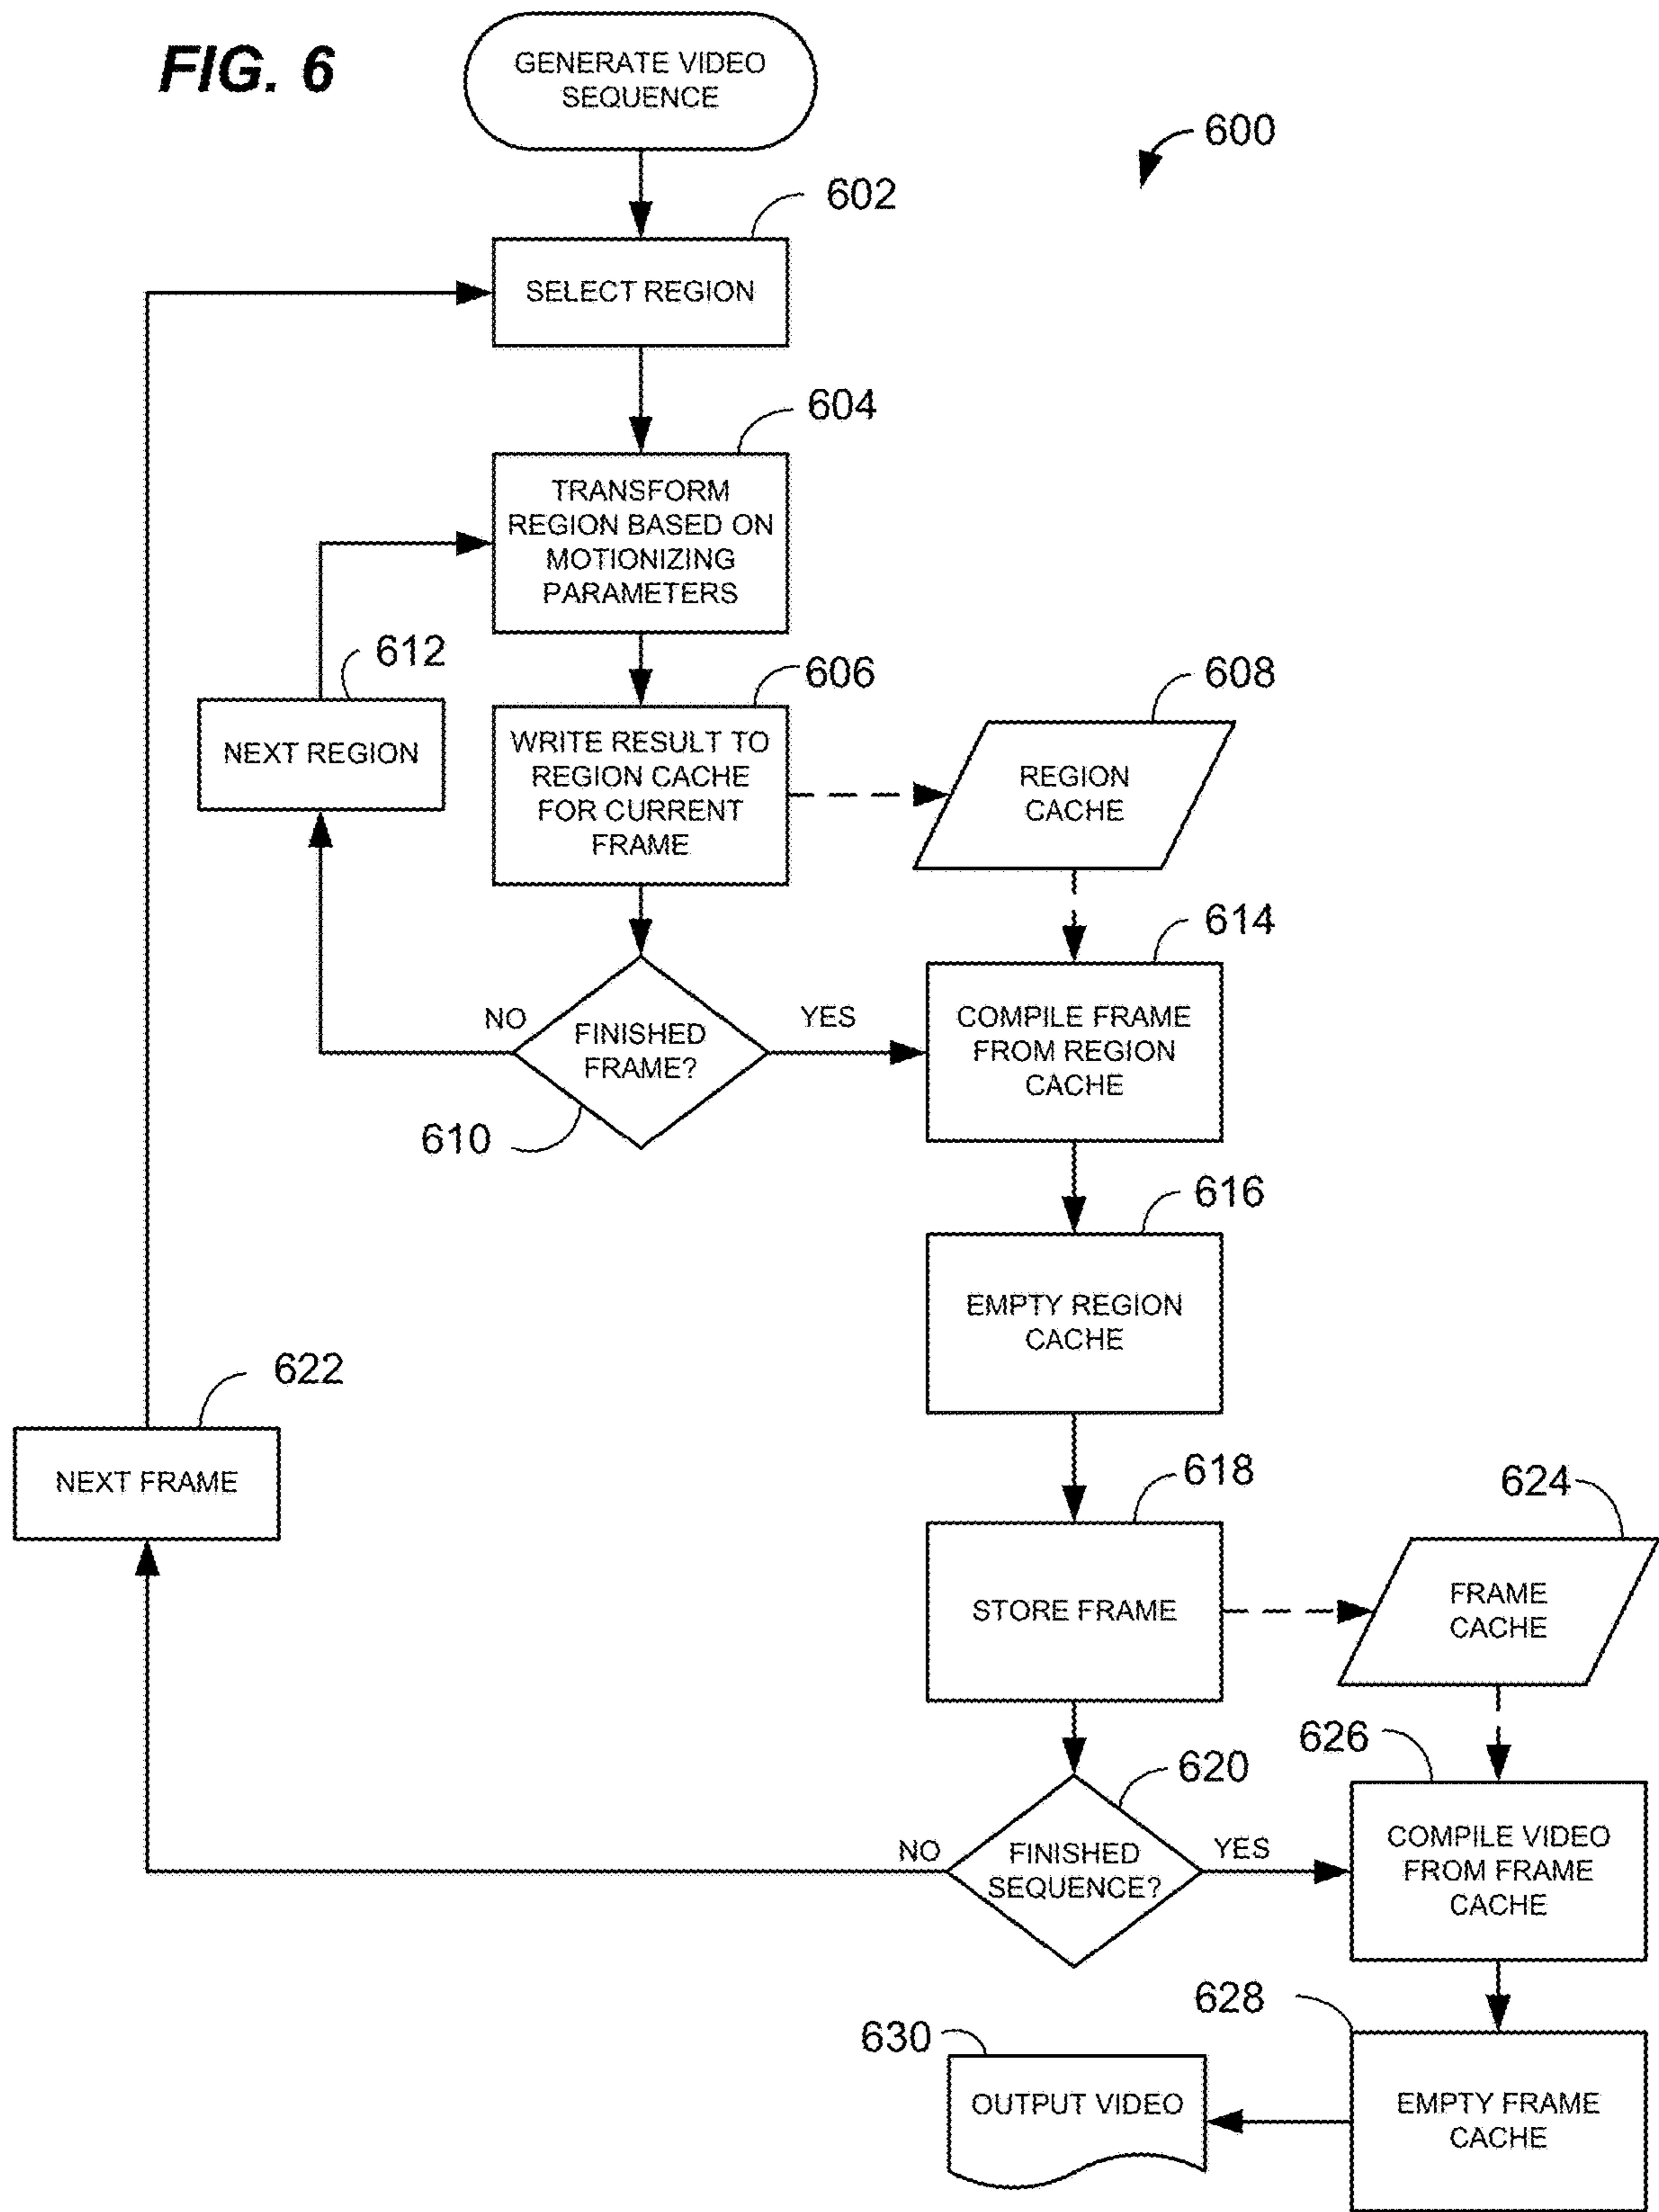 FIG. 6
GENERATE VIDEO
SEQUENCE
600
602
SELECT REGION
604
TRANSFORM
REGION BASED ON
MOTIONIZING
PARAMETERS
612
NEXT REGION
606
WRITE RESULT TO
REGION CACHE
FOR CURRENT
FRAME
608
REGION
CACHE
NO
FINISHED
FRAME?
YES
610
614
COMPILE FRAME
FROM REGION
CACHE
616
EMPTY REGION
CACHE
622
NEXT FRAME
618
STORE FRAME
624
FRAME
CACHE
620
NO
FINISHED
SEQUENCE?
YES
626
COMPILE VIDEO
FROM FRAME
CACHE
628
EMPTY FRAME
CACHE
630
OUTPUT VIDEO